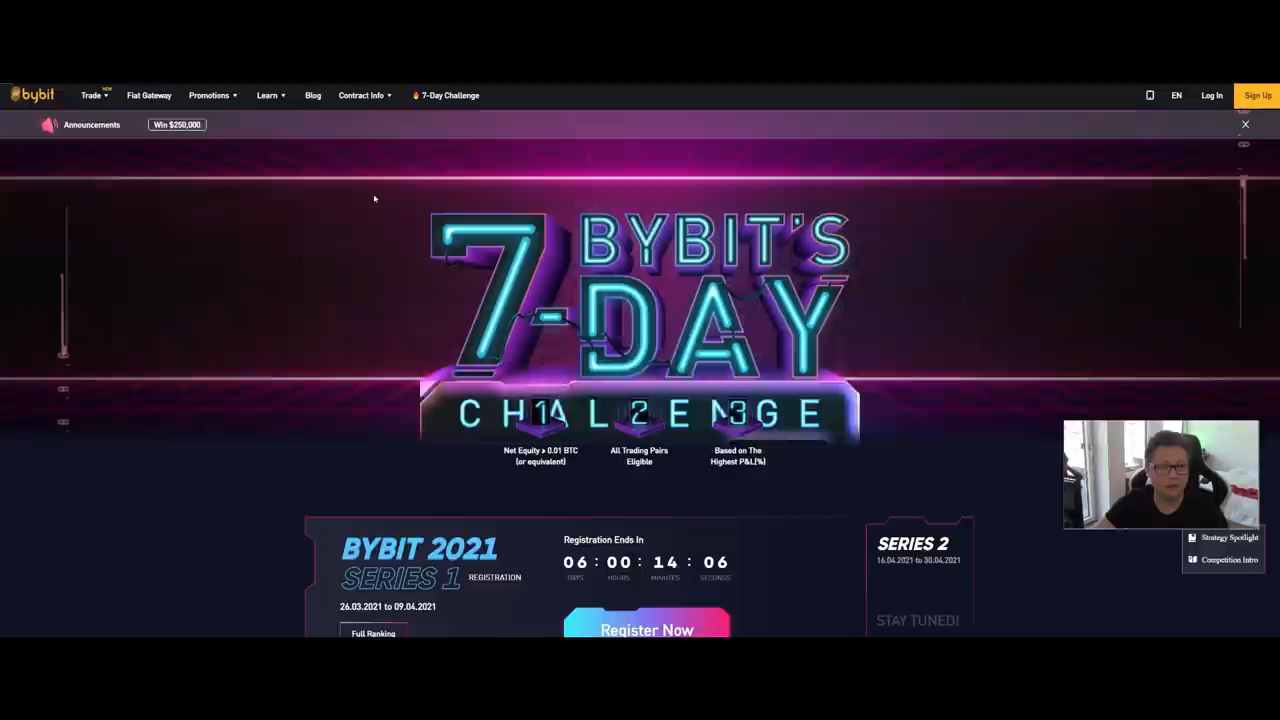 bybit
Trade NEW Fiat Gateway Promotions Learn Blog Contract Info 7-Day Challenge EN Log In Sign Up
Announcements Win $250,000
7-
BYBIT'S
DAY
CHALLENGE
1 2 3
Net Equity ≥ 0.01 BTC
(or equivalent)
All Trading Pairs
Eligible
Based on The
Highest P&L(%)
BYBIT 2021
SERIES 1 REGISTRATION
26.03.2021 to 09.04.2021
Full Ranking
Registration Ends In
06 : 00 : 14 : 06
DAYS HOURS MINUTES SECONDS
Register Now
SERIES 2
16.04.2021 to 30.04.2021
STAY TUNED!
Strategy Spotlight
Competition Intro